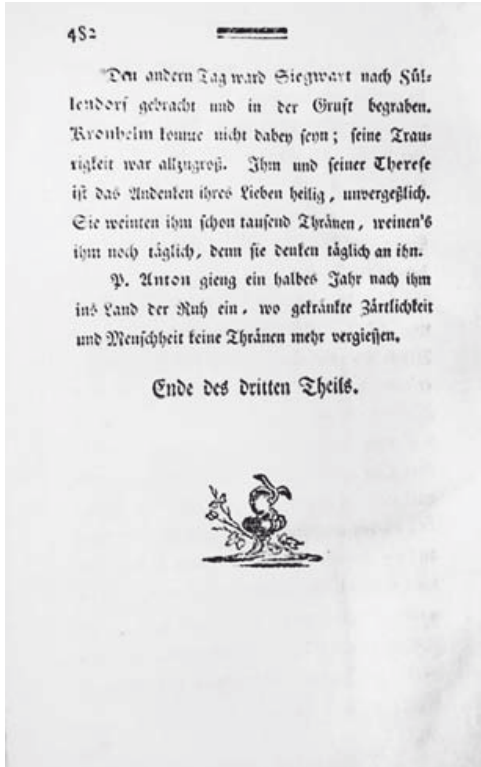 482
Den andern Tag ward Siegwart nach Fül-
lendorf gebracht und in der Gruft begraben.
Kronhelm konnte nicht dabey seyn; seine Trau-
rigkeit war allzugroß. Ihm und seiner Therese
ist das Andenken ihres Lieben heilig, unvergeßlich.
Sie weinten ihm schon tausend Thränen, weinen's
ihm noch täglich, denn sie denken täglich an ihn.
P. Anton gieng ein halbes Jahr nach ihm
ins Land der Ruh ein, wo gekränkte Zärtlichkeit
und Menschheit keine Thränen mehr vergiessen.
Ende des dritten Theils.